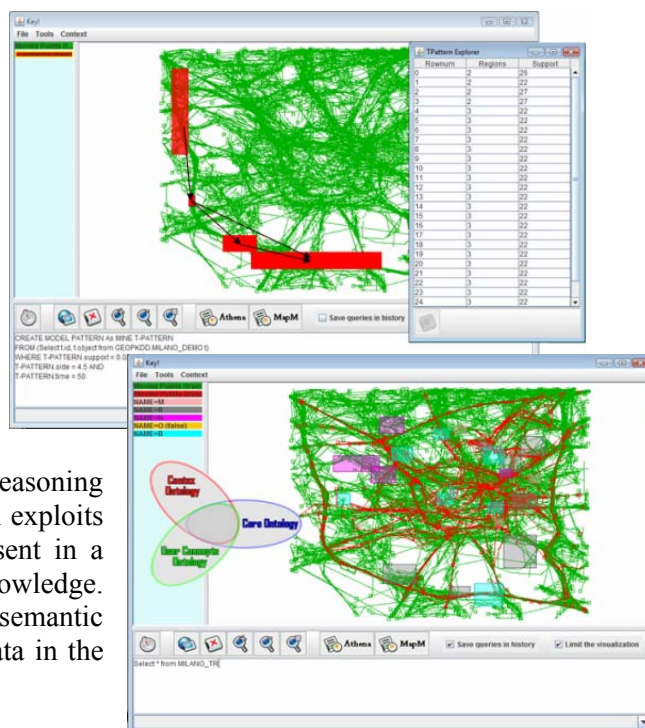 Key!
File Tools Context
TPattern Explorer
Rownum Regions Support
0 2 26
1 2 22
2 2 27
3 2 27
4 3 22
5 3 22
6 3 22
7 3 22
8 3 22
9 3 22
10 3 22
11 3 22
12 3 22
13 3 22
14 3 22
15 3 22
16 3 22
17 3 22
18 3 22
19 3 22
20 3 22
21 3 22
22 3 22
23 3 22
24 3 22
Athena MapM Save queries in history
CREATE MODEL PATTERN As MINE T-PATTERN
FROM (Select t.id, t.object from GEOPKDD.MILANO_DEMO t)
WHERE T-PATTERN.support =
T-PATTERN.side = 4.5 AND
T-PATTERN.time = 50
Key!
File Tools Context
NAME=M
NAME=R
NAME=O (false)
Ontology
Core Ontology
User Concepts
Ontology
easoning
exploits
sent in a
owledge.
semantic
ata in the
Athena MapM Save queries in history Limit the visualization
Select * from MILANO_TR